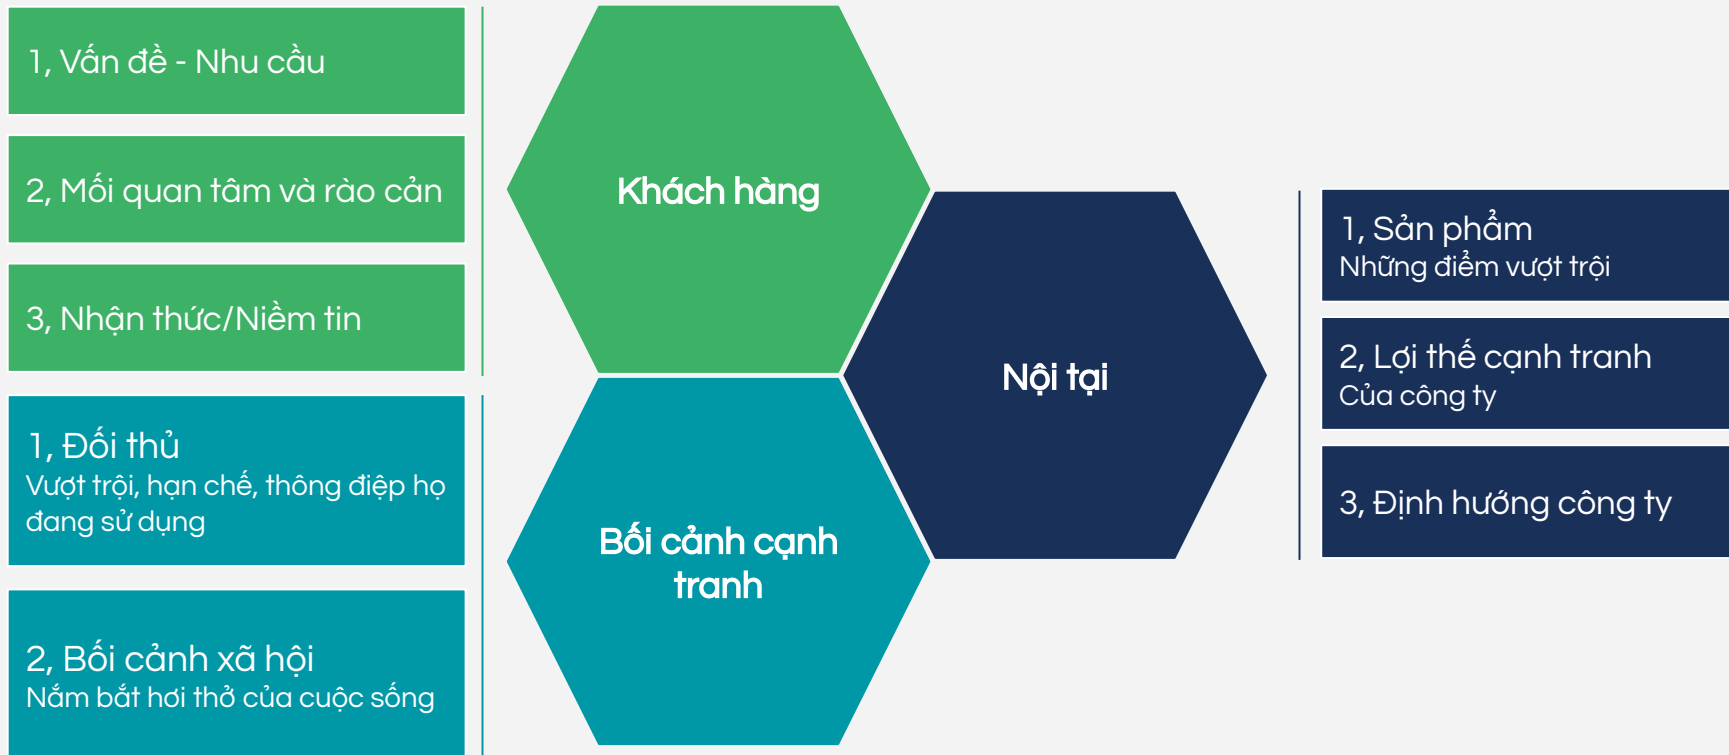 1, Vấn đề - Nhu cầu
2, Mối quan tâm và rào cản
3, Nhận thức/Niềm tin
Khách hàng
1, Đối thủ
Vượt trội, hạn chế, thông điệp họ
đang sử dụng
2, Bối cảnh xã hội
Nắm bắt hơi thở của cuộc sống
Bối cảnh cạnh
tranh
Nội tại
1, Sản phẩm
Những điểm vượt trội
2, Lợi thế cạnh tranh
Của công ty
3, Định hướng công ty